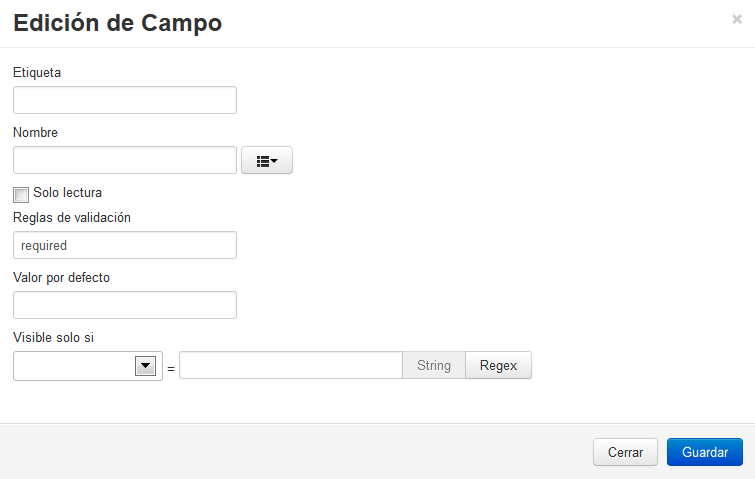 Edición de Campo ×
Etiqueta
Nombre
Solo lectura
Reglas de validación
required
Valor por defecto
Visible solo si
= String Regex
Cerrar Guardar